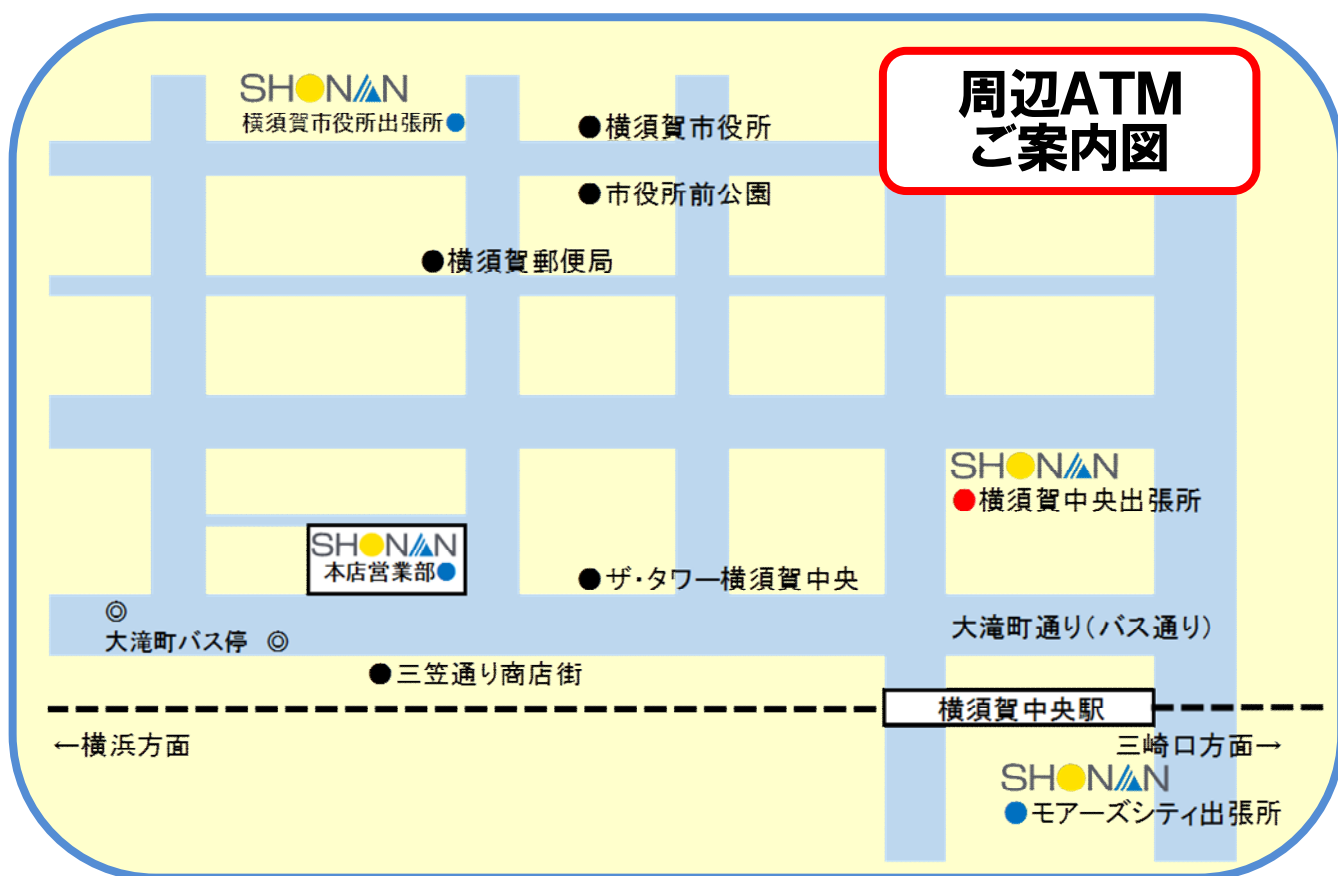 周辺ATM
ご案内図
SHONAN
横須賀市役所出張所●
●横須賀市役所
●市役所前公園
●横須賀郵便局
SHONAN
●横須賀中央出張所
SHONAN
本店営業部●
●ザ・タワー横須賀中央
◎
大滝町バス停 ◎
大滝町通り(バス通り)
●三笠通り商店街
横須賀中央駅
←横浜方面
三崎口方面→
SHONAN
●モアーズシティ出張所